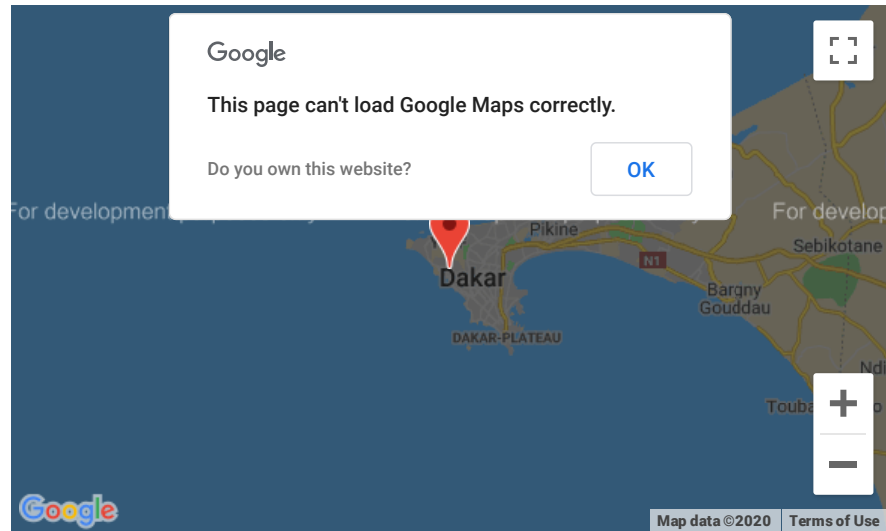 Google
This page can't load Google Maps correctly.
Do you own this website?
OK
For development
For develop
Pikine
Sebikotane
N1
Dakar
Bargny
Gouddau
DAKAR-PLATEAU
Ndi
Touba
Google
Map data ©2020
Terms of Use